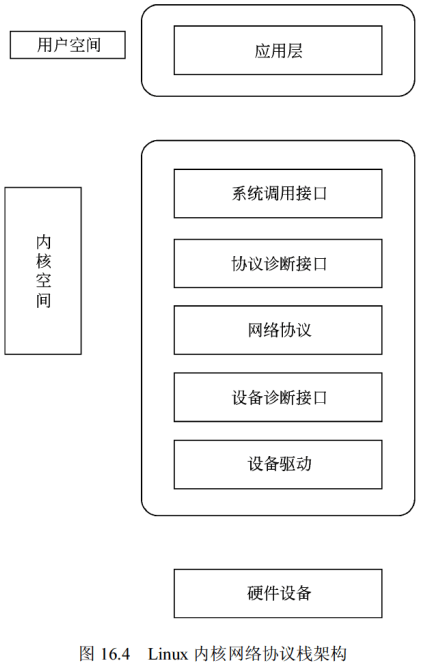 用户空间
应用层
内核空间
系统调用接口
协议诊断接口
网络协议
设备诊断接口
设备驱动
硬件设备
图 16.4 Linux 内核网络协议栈架构